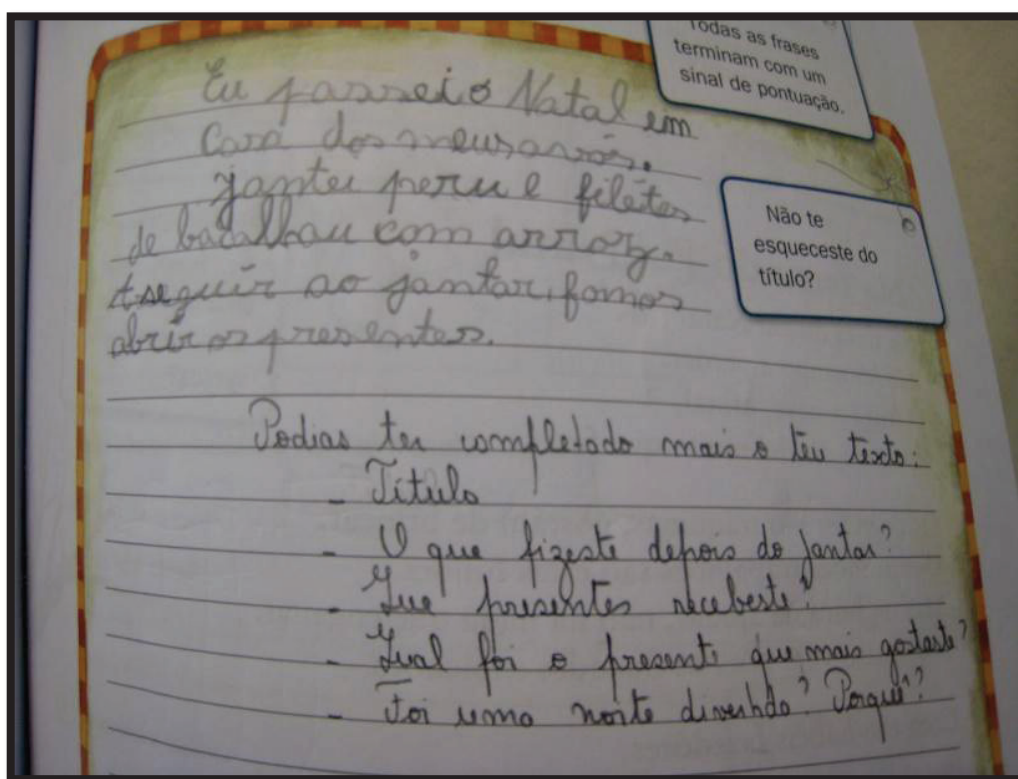 Todas as frases
terminam com um
sinal de pontuação.
Eu passei o Natal em
casa dos meus avós.
Jantei peru e filétes
de bacalhau com arroz.
A seguir ao jantar, fomos
abrir os presentes.
Não te
esqueceste do
título?
Podias ter completado mais o teu texto:
- Título
- O que fizeste depois do jantar?
- Que presentes recebeste?
- Qual foi o presente que mais gostaste?
- Foi uma noite divertida? Porquê?